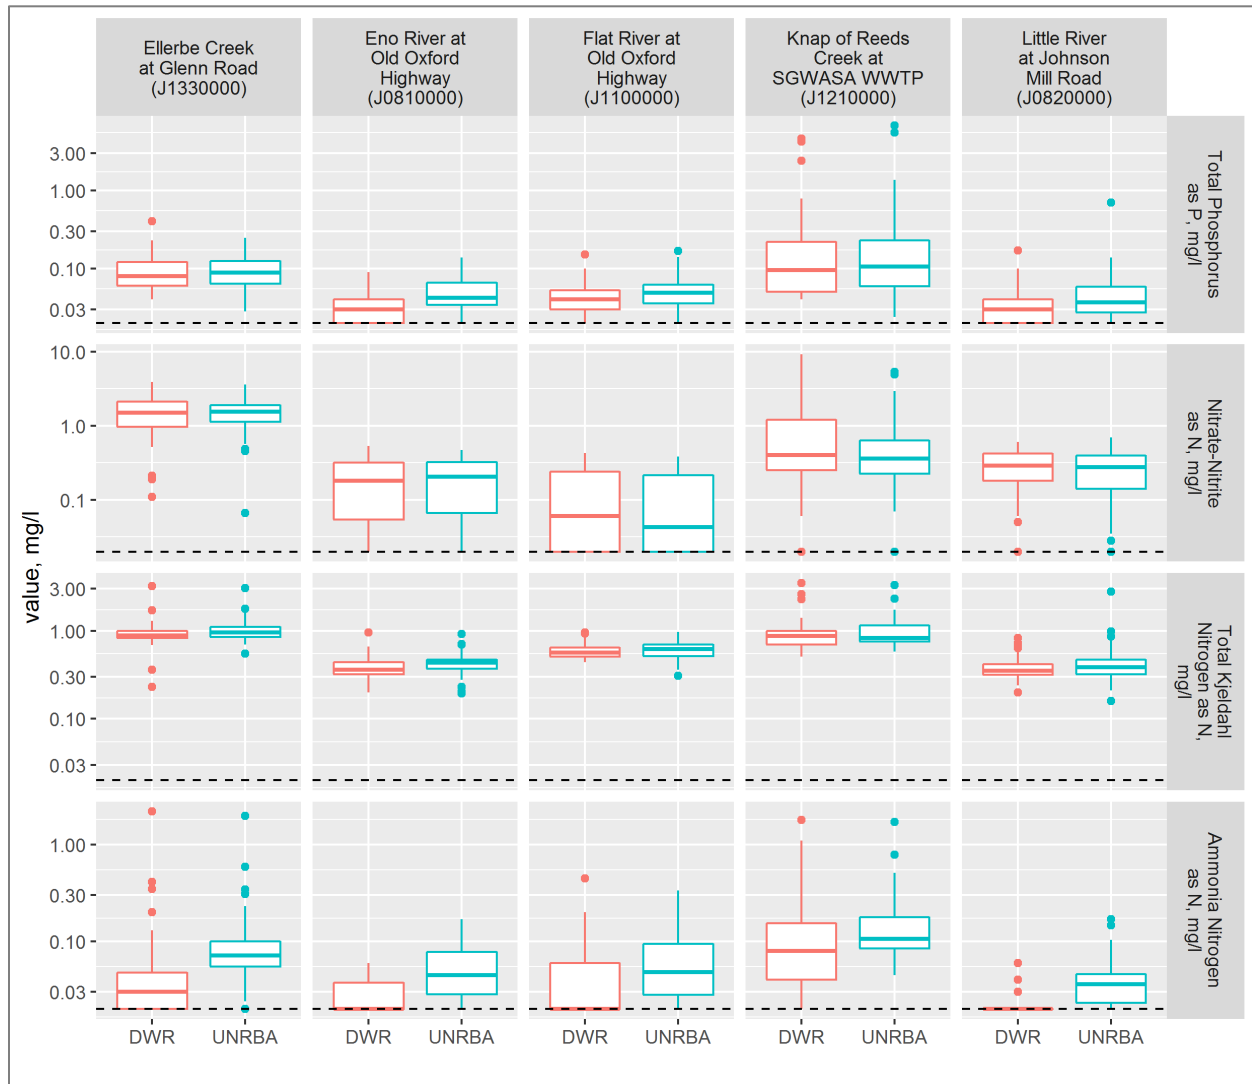 Ellerbe Creek
at Glenn Road
(J1330000)
Eno River at
Old Oxford
Highway
(J0810000)
Flat River at
Old Oxford
Highway
(J1100000)
Knap of Reeds
Creek at
SGWASA WWTP
(J1210000)
Little River
at Johnson
Mill Road
(J0820000)
value, mg/l
3.00
1.00
0.30
0.10
0.03
Total Phosphorus
as P, mg/l
10.0
1.0
0.1
Nitrate-Nitrite
as N, mg/l
3.00
1.00
0.30
0.10
0.03
Total Kjeldahl
Nitrogen as N,
mg/l
1.00
0.30
0.10
0.03
Ammonia Nitrogen
as N, mg/l
DWR UNRBA DWR UNRBA DWR UNRBA DWR UNRBA DWR UNRBA